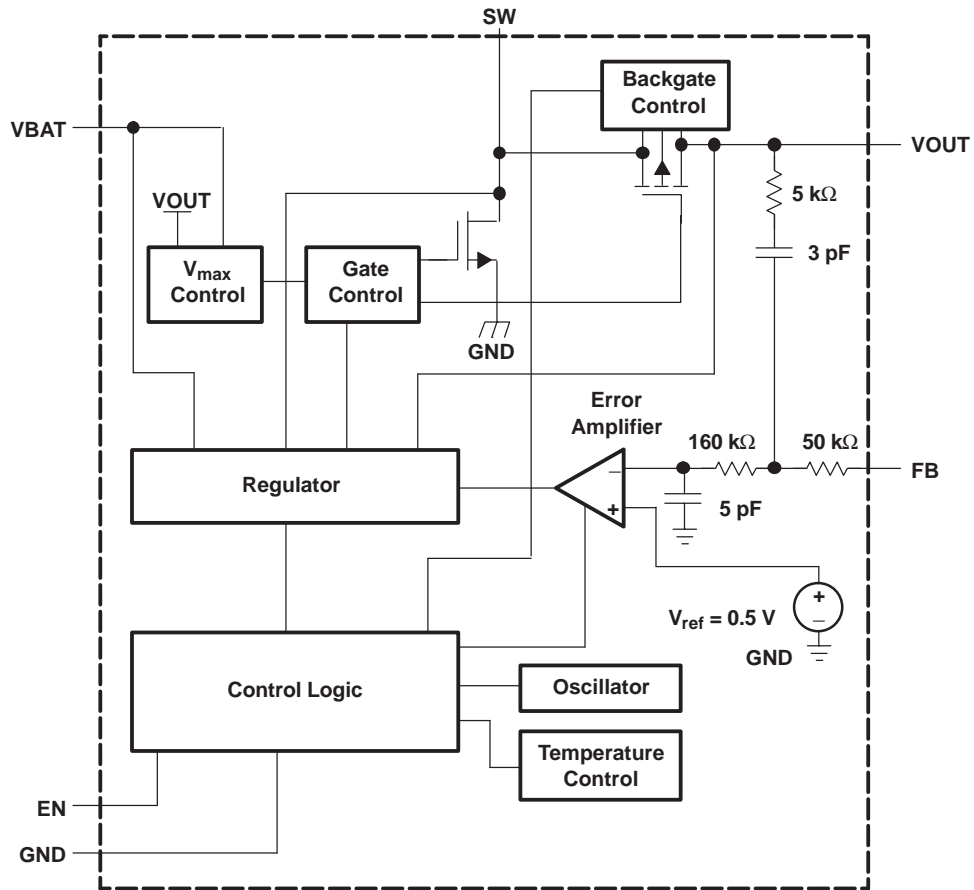 SW
Backgate
Control
VBAT
VOUT
VOUT
5 kΩ
3 pF
Vmax
Control
Gate
Control
GND
Error
Amplifier
160 kΩ
50 kΩ
Regulator
−
+
5 pF
FB
+
−
Vref = 0.5 V
GND
Control Logic
Oscillator
Temperature
Control
EN
GND